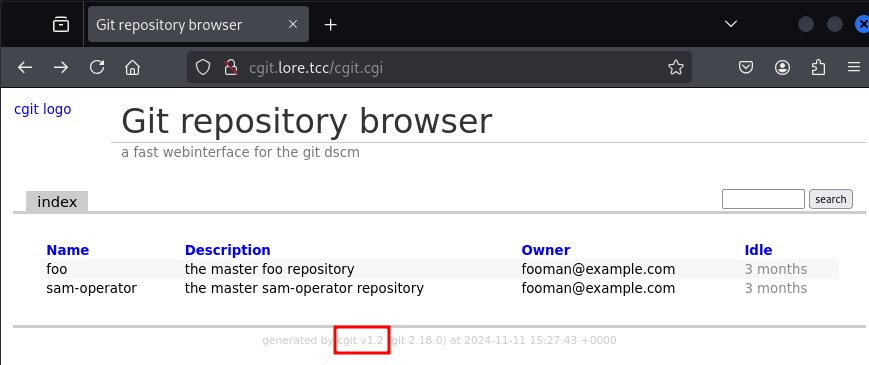 Git repository browser
cgit.lore.tcc/cgit.cgi
cgit logo
Git repository browser
a fast webinterface for the git dscm
index
search
Name Description Owner Idle
foo the master foo repository fooman@example.com 3 months
sam-operator the master sam-operator repository fooman@example.com 3 months
generated by cgit v1.2 (git 2.18.0) at 2024-11-11 15:27:43 +0000